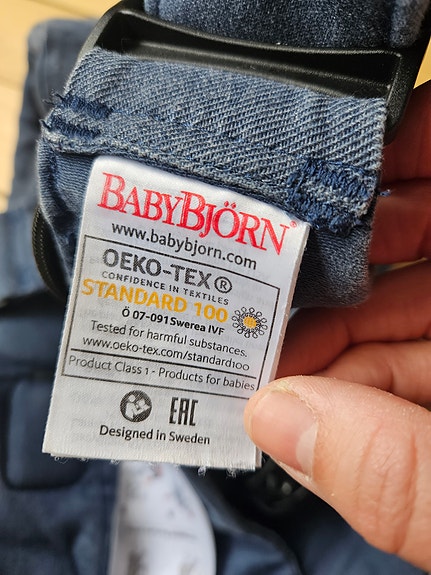 BABYBJÖRN®
www.babybjorn.com
OEKO-TEX®
CONFIDENCE IN TEXTILES
STANDARD 100
Ö 07-091 Swerea IVF
Tested for harmful substances.
www.oeko-tex.com/standard100
Product Class 1 - Products for babies
EAC
Designed in Sweden